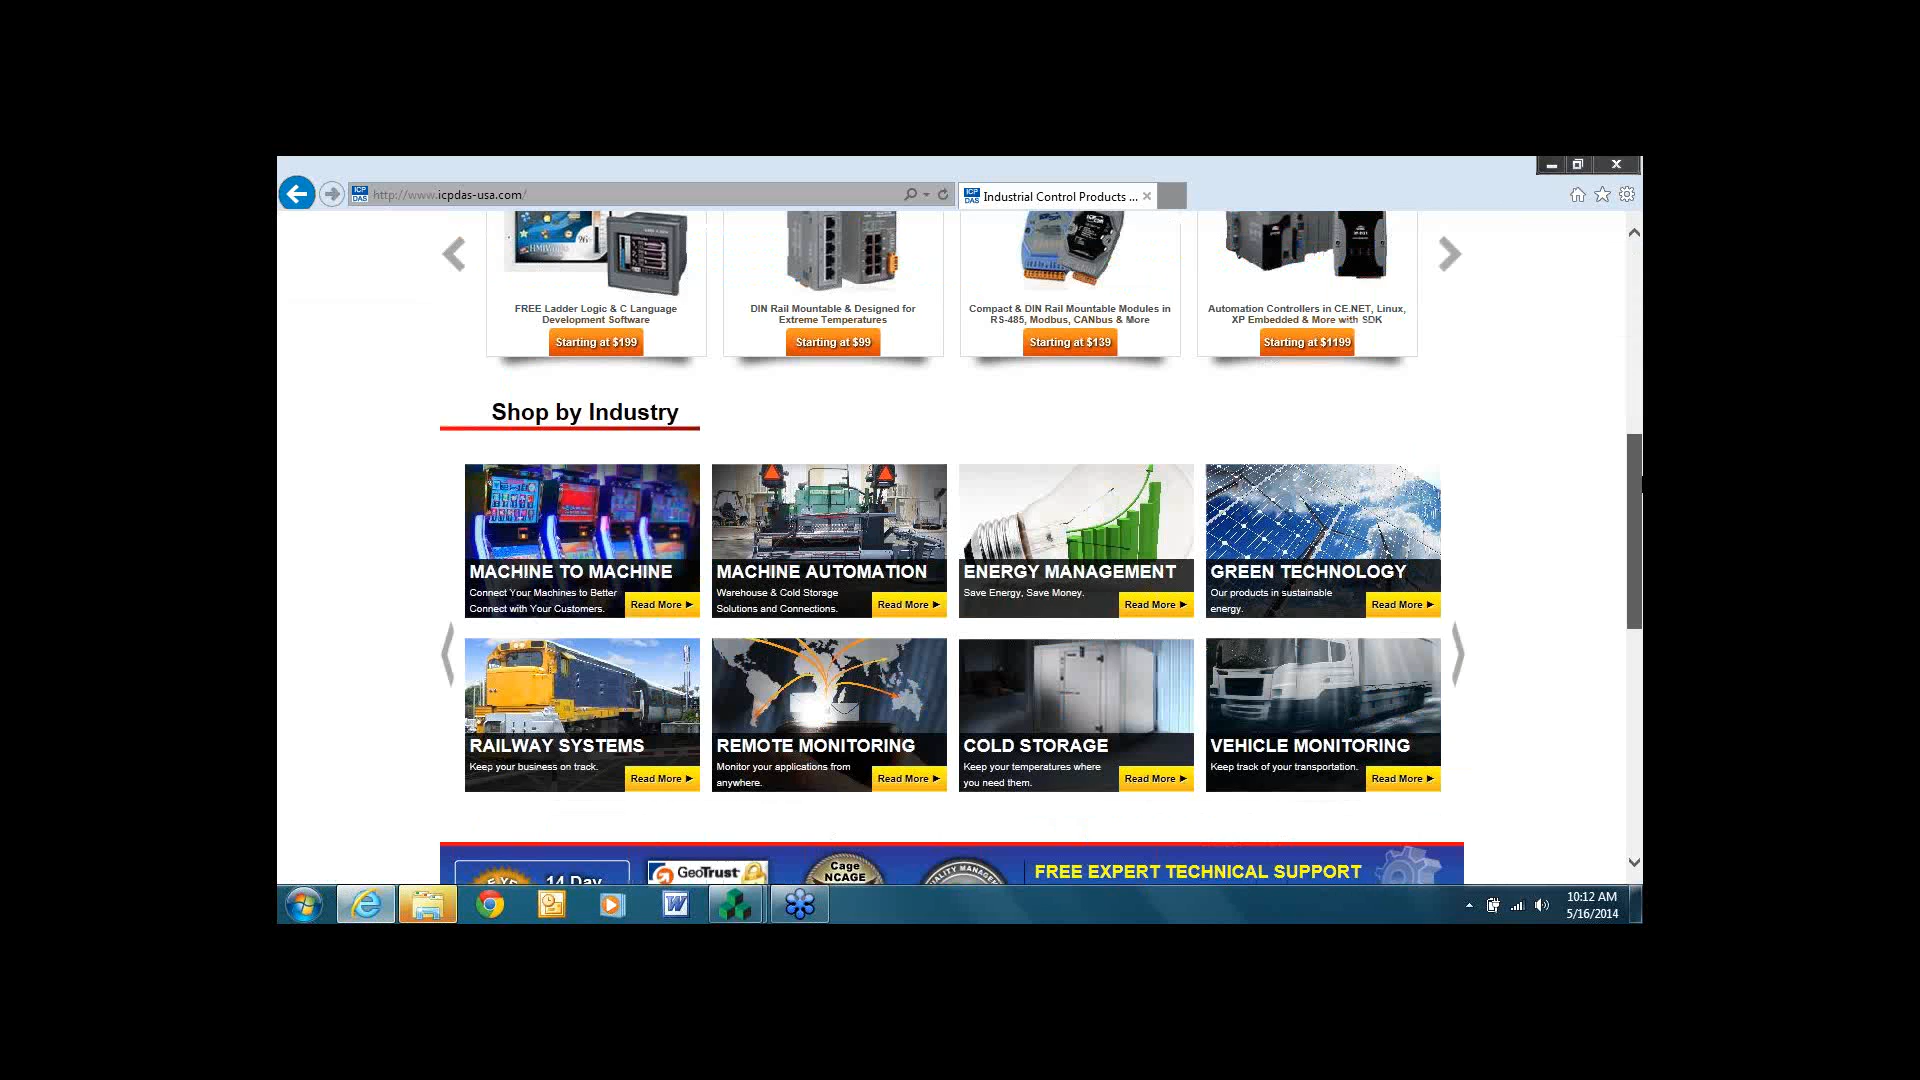 http://www.icpdas-usa.com/
ICP DAS
Industrial Control Products ...
HMIWorks
FREE Ladder Logic & C Language
Development Software
Starting at $199
DIN Rail Mountable & Designed for
Extreme Temperatures
Starting at $99
Compact & DIN Rail Mountable Modules in
RS-485, Modbus, CANbus & More
Starting at $139
Automation Controllers in CE.NET, Linux,
XP Embedded & More with SDK
Starting at $1199
Shop by Industry
MACHINE TO MACHINE
Connect Your Machines to Better
Connect with Your Customers.
Read More
MACHINE AUTOMATION
Warehouse & Cold Storage
Solutions and Connections.
Read More
ENERGY MANAGEMENT
Save Energy, Save Money.
Read More
GREEN TECHNOLOGY
Our products in sustainable
energy.
Read More
RAILWAY SYSTEMS
Keep your business on track.
Read More
REMOTE MONITORING
Monitor your applications from
anywhere.
Read More
COLD STORAGE
Keep your temperatures where
you need them.
Read More
VEHICLE MONITORING
Keep track of your transportation.
Read More
14 Day
GeoTrust
Cage
NCAGE
FREE EXPERT TECHNICAL SUPPORT
10:12 AM
5/16/2014